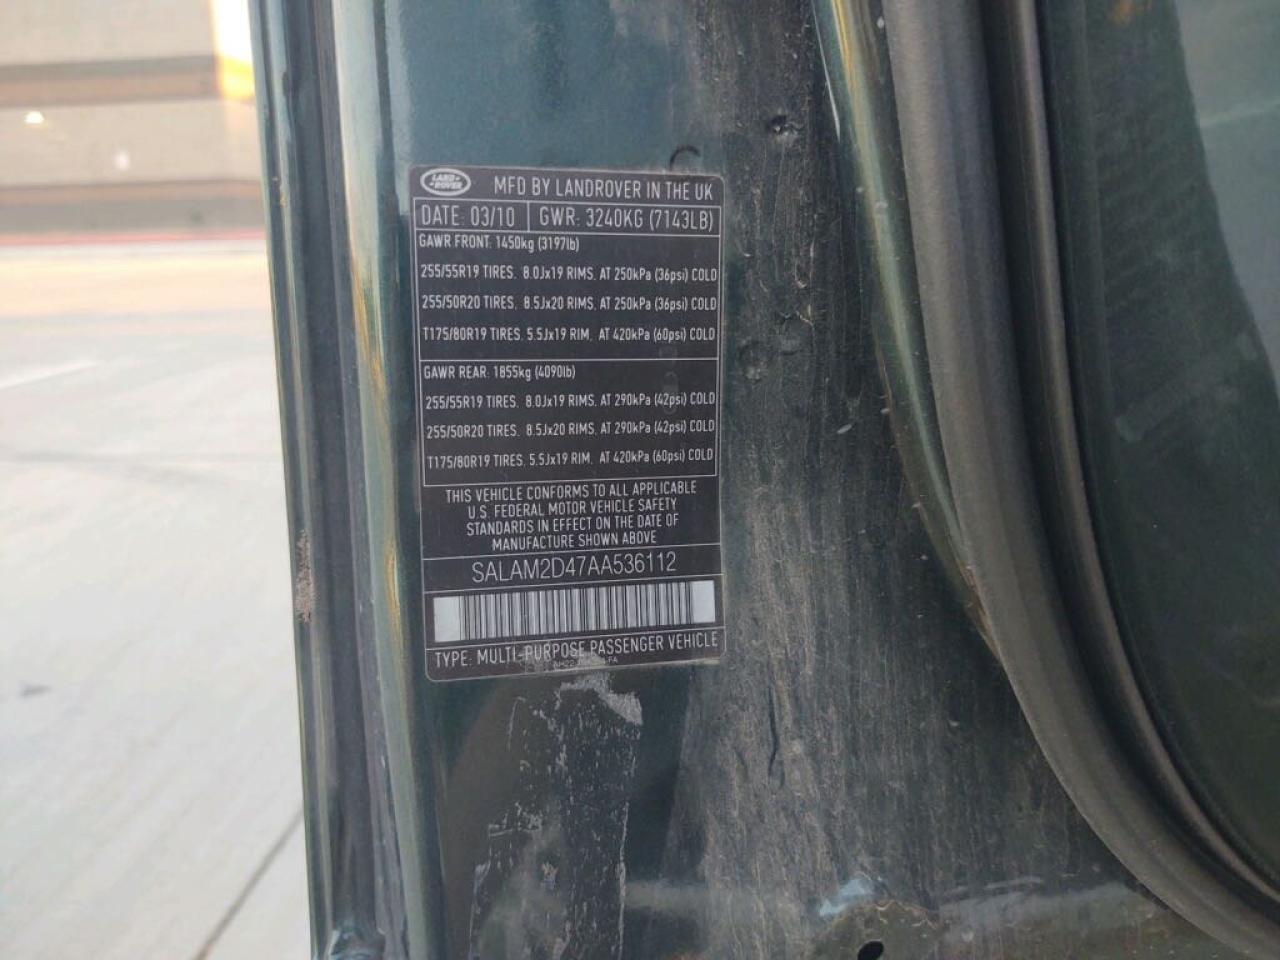 LAND-
-ROVER
MFD BY LANDROVER IN THE UK
DATE: 03/10 GWR: 3240KG (7143LB)
GAWR FRONT: 1450kg (3197lb)
255/55R19 TIRES. 8.0Jx19 RIMS. AT 250kPa (36psi) COLD
255/50R20 TIRES. 8.5Jx20 RIMS. AT 250kPa (36psi) COLD
T175/80R19 TIRES. 5.5Jx19 RIM. AT 420kPa (60psi) COLD
GAWR REAR: 1855kg (4090lb)
255/55R19 TIRES. 8.0Jx19 RIMS. AT 290kPa (42psi) COLD
255/50R20 TIRES. 8.5Jx20 RIMS. AT 290kPa (42psi) COLD
T175/80R19 TIRES. 5.5Jx19 RIM. AT 420kPa (60psi) COLD
THIS VEHICLE CONFORMS TO ALL APPLICABLE
U.S. FEDERAL MOTOR VEHICLE SAFETY
STANDARDS IN EFFECT ON THE DATE OF
MANUFACTURE SHOWN ABOVE
SALAM2D47AA536112
TYPE: MULTI-PURPOSE PASSENGER VEHICLE